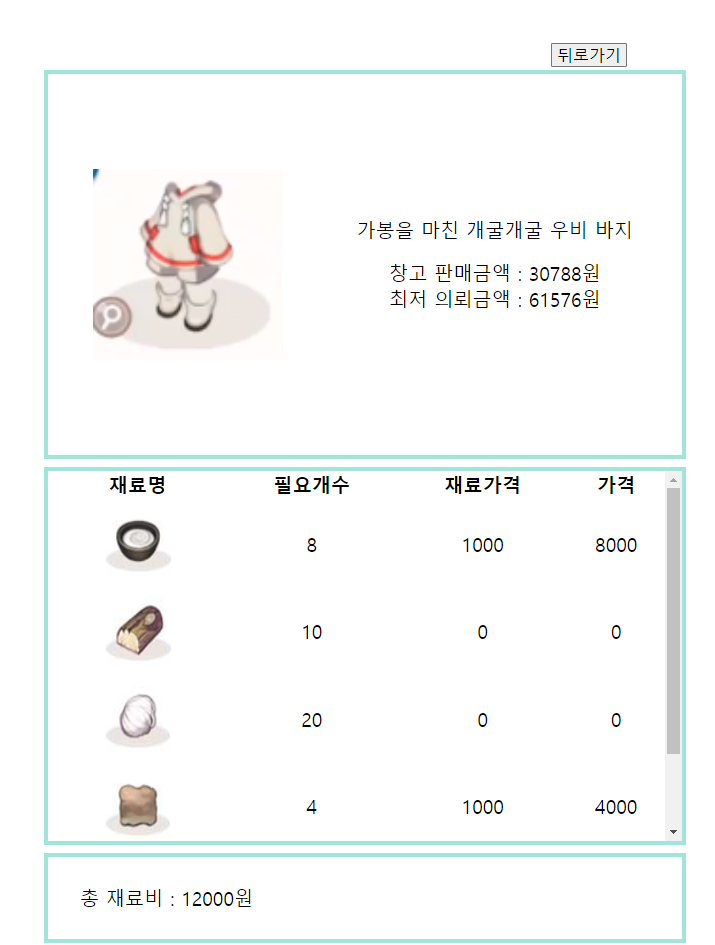 뒤로가기
가봉을 마친 개굴개굴 우비 바지
창고 판매금액 : 30788원
최저 의뢰금액 : 61576원
재료명 필요개수 재료가격 가격
8 1000 8000
10 0 0
20 0 0
4 1000 4000
총 재료비 : 12000원